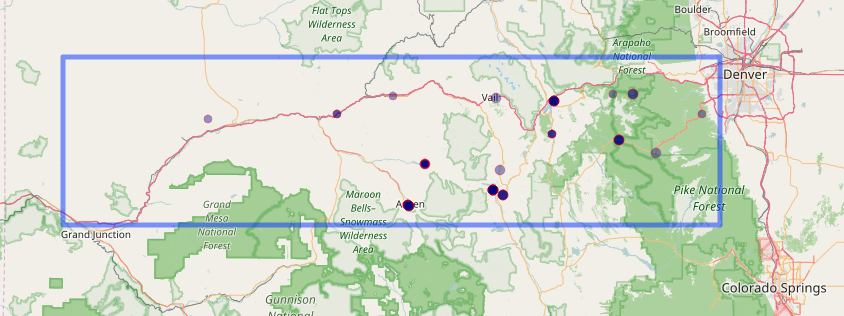 Flat Tops
Wilderness
Area
Boulder
Broomfield
Arapaho
National
Forest
Denver
Vail
Maroon
Bells–
Snowmass
Wilderness
Area
Pike National
Forest
Grand
Mesa
National
Forest
Grand Junction
Colorado Springs
Gunnison
National